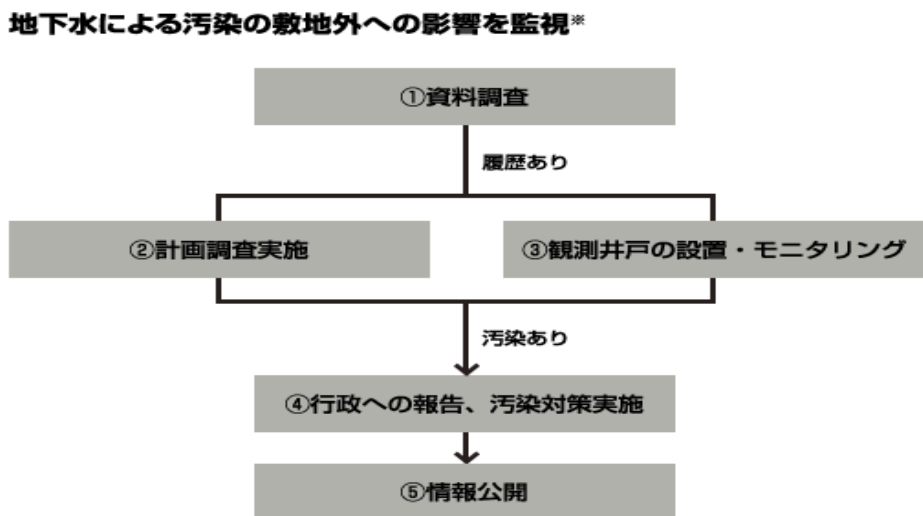 地下水による汚染の敷地外への影響を監視※
①資料調査
履歴あり
②計画調査実施
③観測井戸の設置・モニタリング
汚染あり
④行政への報告、汚染対策実施
⑤情報公開